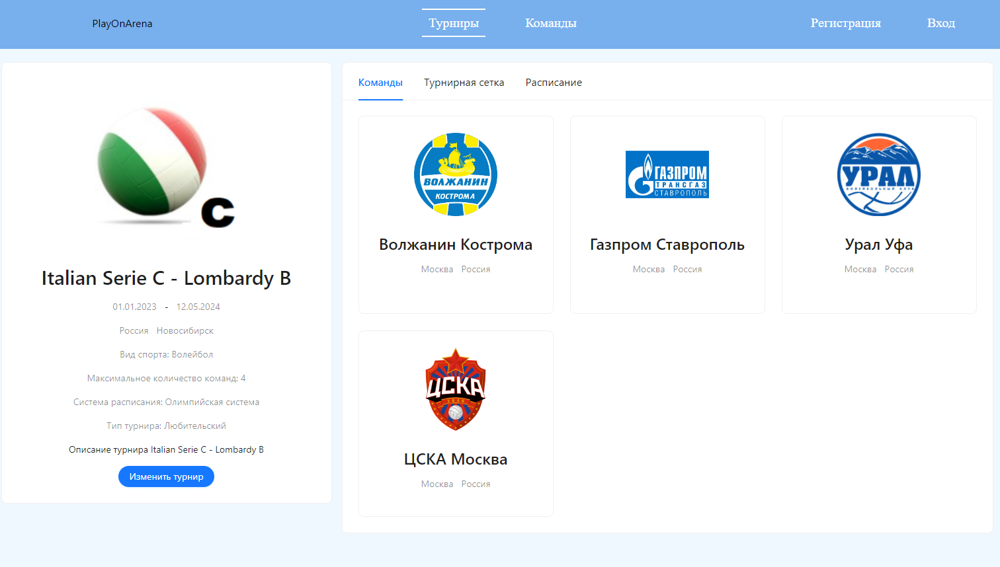 PlayOnArena
Турниры
Команды
Регистрация
Вход
C
Italian Serie C - Lombardy B
01.01.2023 - 12.05.2024
Россия Новосибирск
Вид спорта: Волейбол
Максимальное количество команд: 4
Система расписания: Олимпийская система
Тип турнира: Любительский
Описание турнира Italian Serie C - Lombardy B
Изменить турнир
Команды
Турнирная сетка
Расписание
ВОЛЖАНИН
КОСТРОМА
Волжанин Кострома
Москва Россия
ГАЗПРОМ
ТРАНСГАЗ
СТАВРОПОЛЬ
Газпром Ставрополь
Москва Россия
УРАЛ
ВОЛЕЙБОЛЬНЫЙ КЛУБ
Урал Уфа
Москва Россия
ЦСКА
1946
ЦСКА Москва
Москва Россия